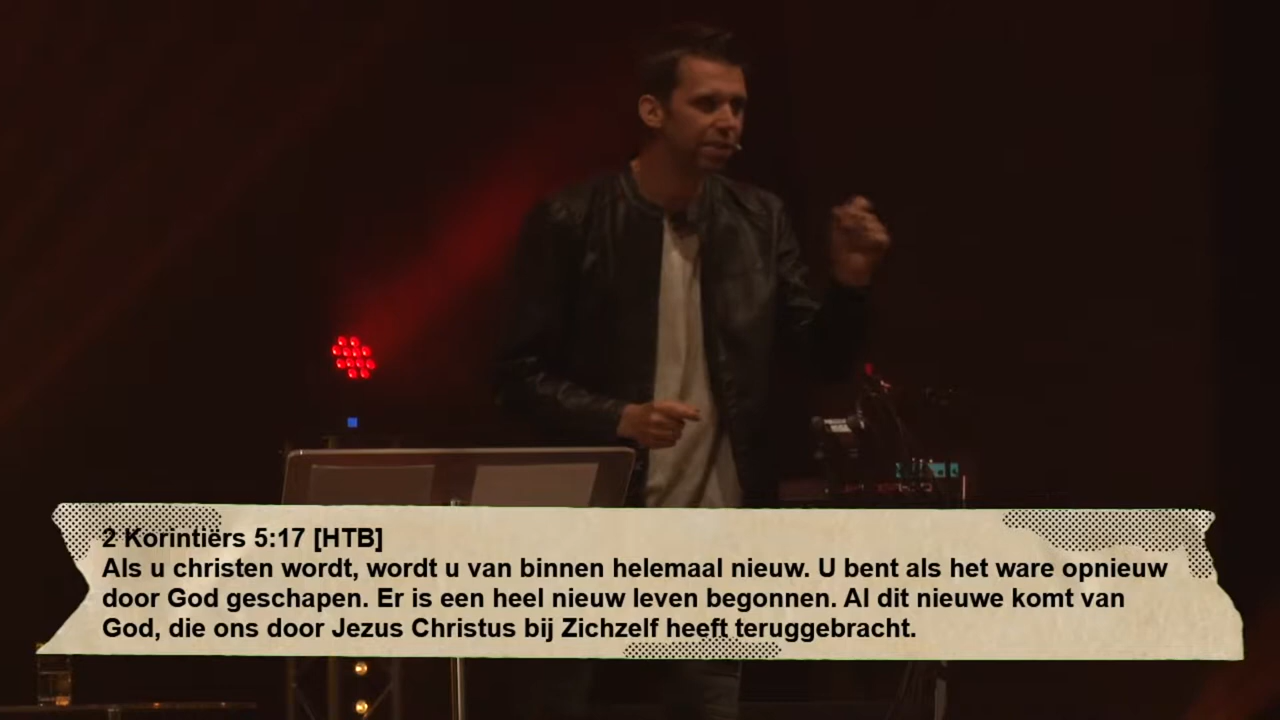 2 Korintiërs 5:17 [HTB]
Als u christen wordt, wordt u van binnen helemaal nieuw. U bent als het ware opnieuw
door God geschapen. Er is een heel nieuw leven begonnen. Al dit nieuwe komt van
God, die ons door Jezus Christus bij Zichzelf heeft teruggebracht.